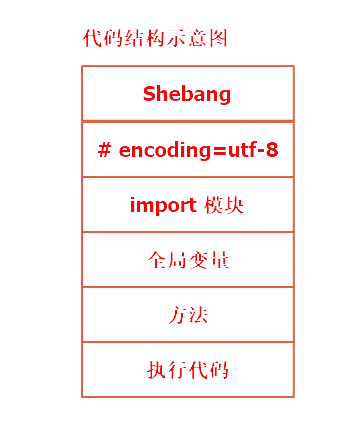 代码结构示意图
Shebang
# encoding=utf-8
import 模块
全局变量
方法
执行代码